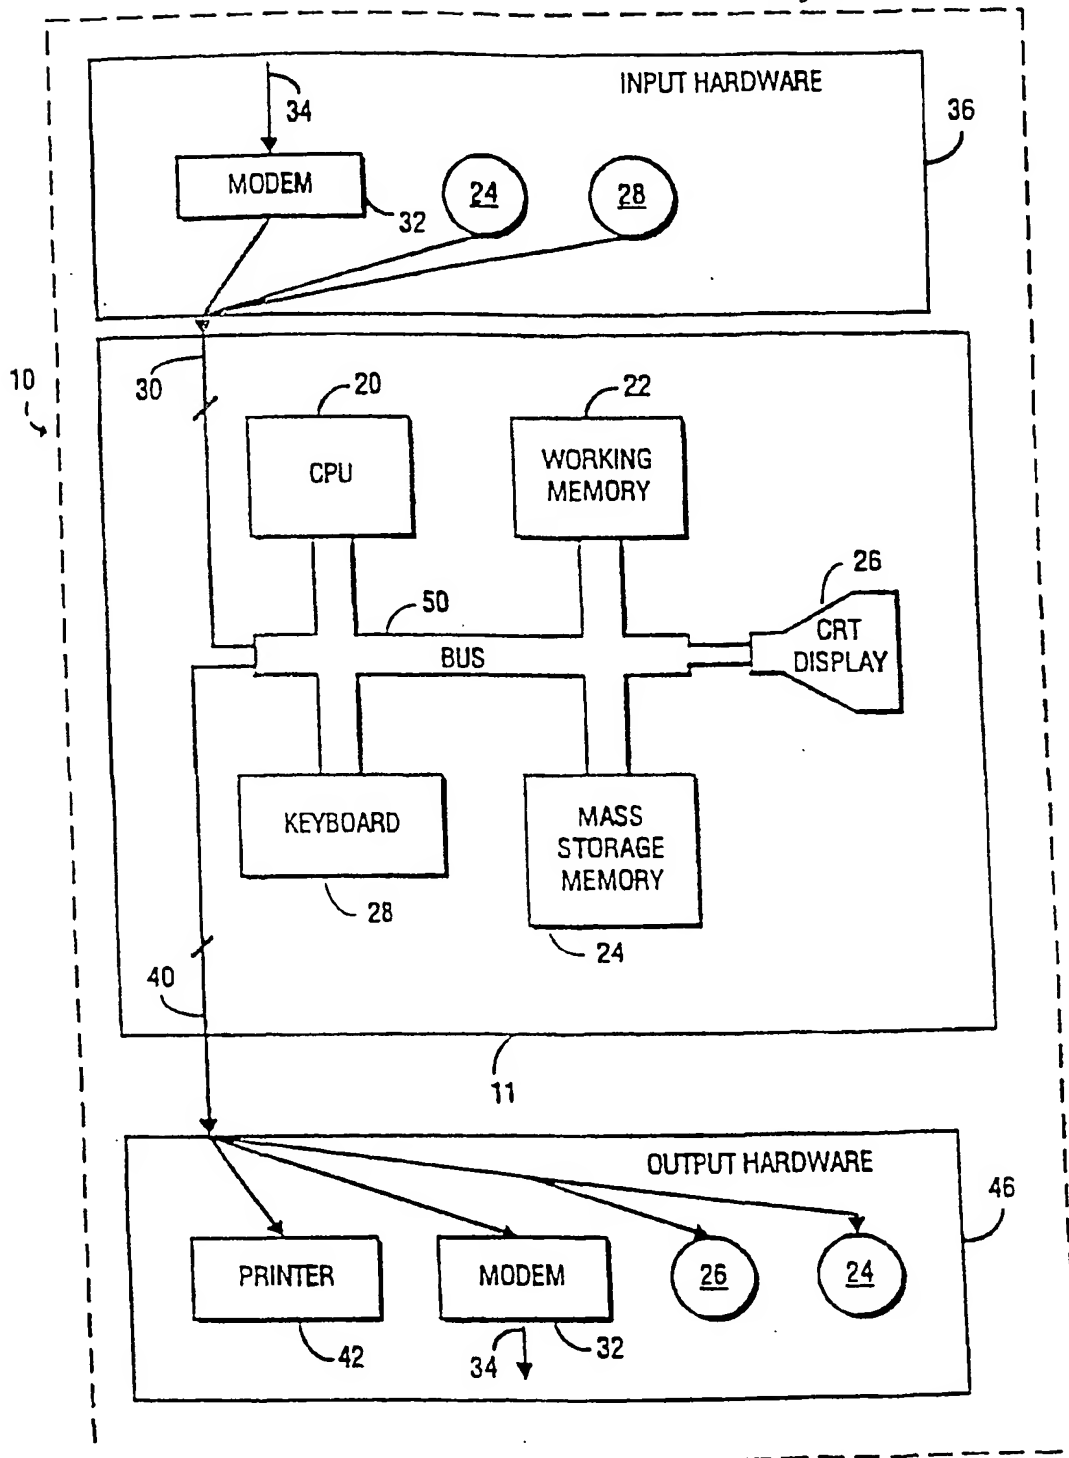 INPUT HARDWARE
34
36
MODEM
24
28
32
10
30
20
22
CPU
WORKING
MEMORY
26
50
CRT
DISPLAY
BUS
KEYBOARD
MASS
STORAGE
MEMORY
28
24
40
11
OUTPUT HARDWARE
46
PRINTER
MODEM
26
24
42
34
32